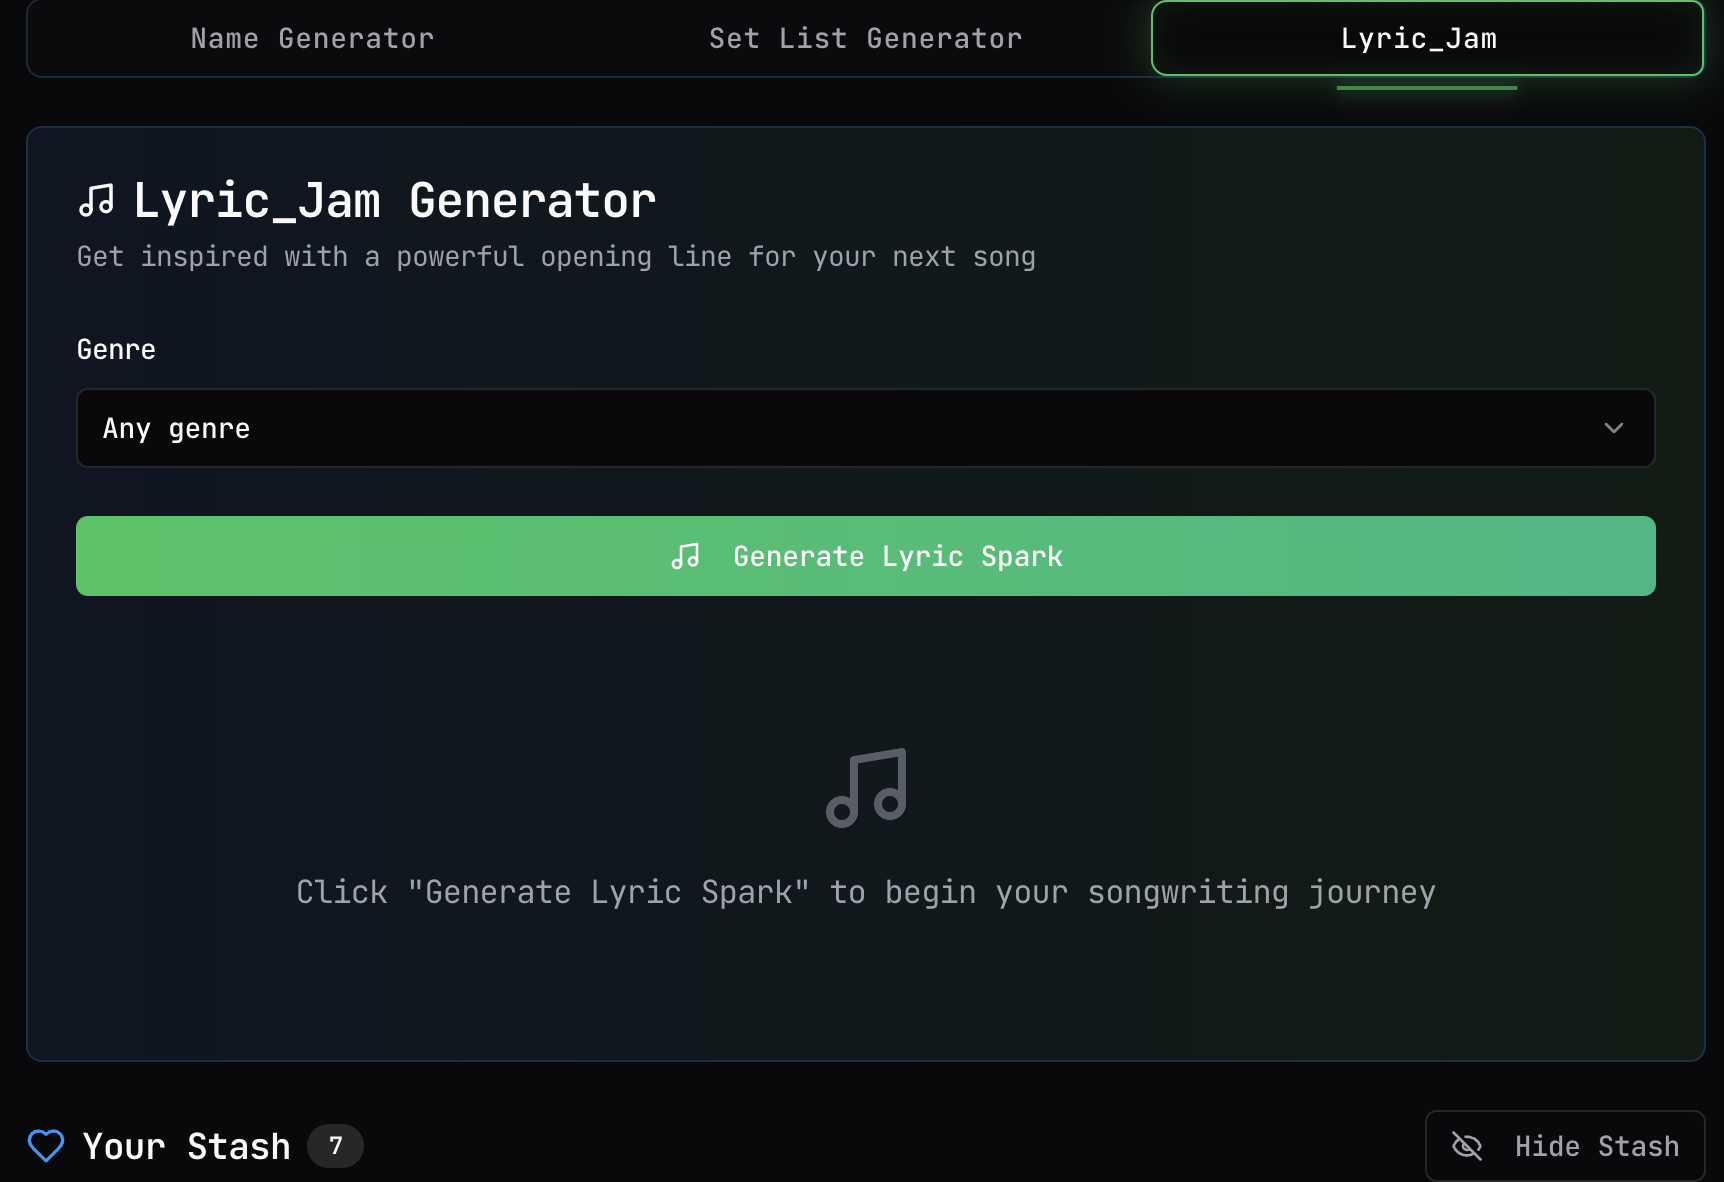 Name Generator
Set List Generator
Lyric_Jam
Lyric_Jam Generator
Get inspired with a powerful opening line for your next song
Genre
Any genre
Generate Lyric Spark
Click "Generate Lyric Spark" to begin your songwriting journey
Your Stash 7
Hide Stash